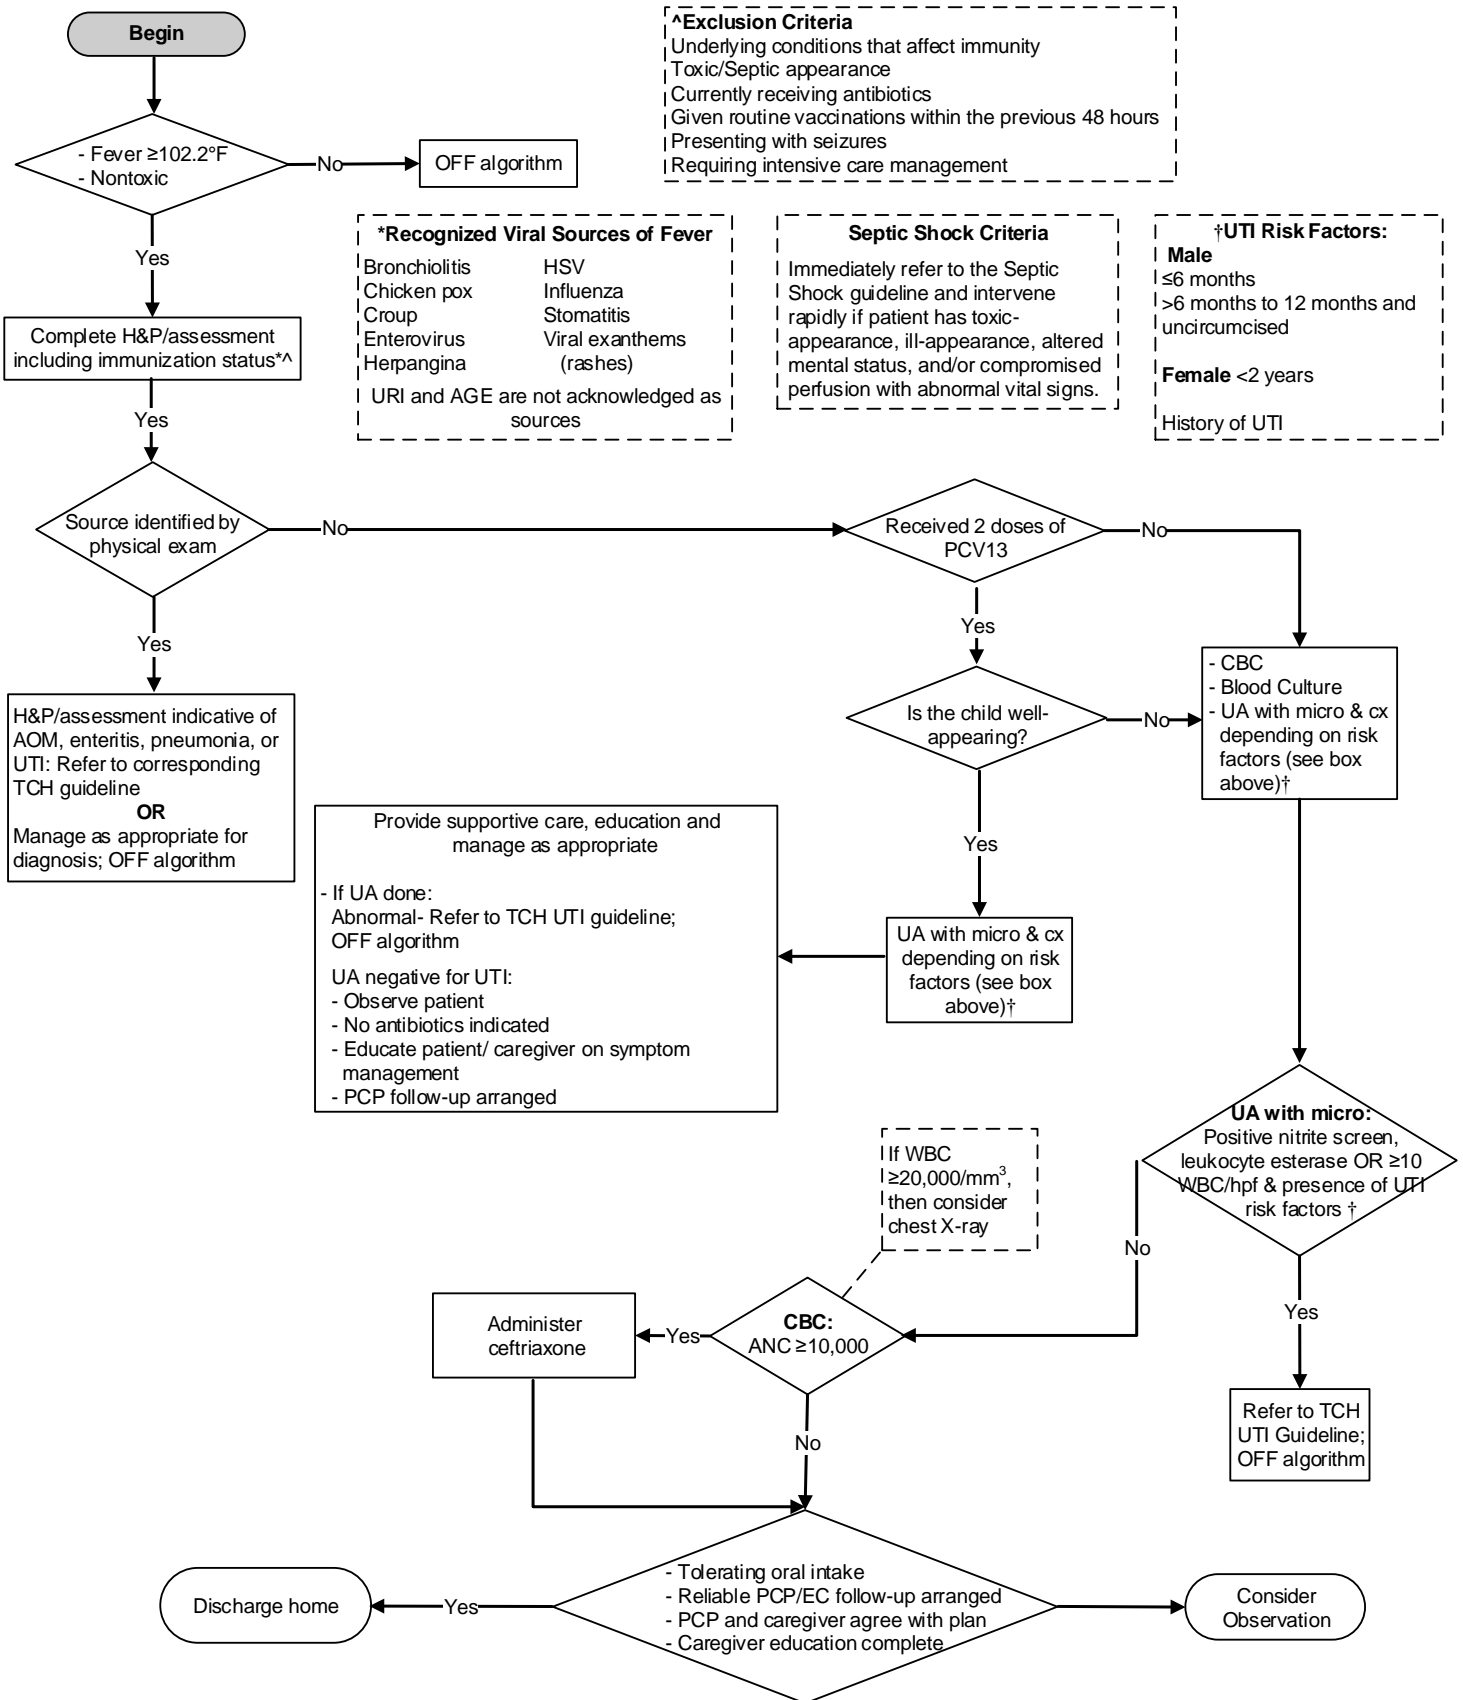 Begin
^Exclusion Criteria
Underlying conditions that affect immunity
Toxic/Septic appearance
Currently receiving antibiotics
Given routine vaccinations within the previous 48 hours
Presenting with seizures
Requiring intensive care management
- Fever ≥102.2°F
- Nontoxic
No
OFF algorithm
Yes
*Recognized Viral Sources of Fever
Bronchiolitis
Chicken pox
Croup
Enterovirus
Herpangina
HSV
Influenza
Stomatitis
Viral exanthems
(rashes)
URI and AGE are not acknowledged as
sources
Septic Shock Criteria
Immediately refer to the Septic
Shock guideline and intervene
rapidly if patient has toxic-
appearance, ill-appearance, altered
mental status, and/or compromised
perfusion with abnormal vital signs.
†UTI Risk Factors:
Male
≤6 months
>6 months to 12 months and
uncircumcised
Female <2 years
History of UTI
Complete H&P/assessment
including immunization status*^
Yes
Source identified by
physical exam
No
Received 2 doses of
PCV13
No
Yes
Yes
H&P/assessment indicative of
AOM, enteritis, pneumonia, or
UTI: Refer to corresponding
TCH guideline
OR
Manage as appropriate for
diagnosis; OFF algorithm
Is the child well-
appearing?
No
- CBC
- Blood Culture
- UA with micro & cx
depending on risk
factors (see box
above)†
Yes
Provide supportive care, education and
manage as appropriate
- If UA done:
Abnormal- Refer to TCH UTI guideline;
OFF algorithm
UA negative for UTI:
- Observe patient
- No antibiotics indicated
- Educate patient/ caregiver on symptom
management
- PCP follow-up arranged
UA with micro & cx
depending on risk
factors (see box
above)†
UA with micro:
Positive nitrite screen,
leukocyte esterase OR ≥10
WBC/hpf & presence of UTI
risk factors †
If WBC
≥20,000/mm³,
then consider
chest X-ray
No
Yes
Administer
ceftriaxone
Yes
CBC:
ANC ≥10,000
No
Refer to TCH
UTI Guideline;
OFF algorithm
- Tolerating oral intake
- Reliable PCP/EC follow-up arranged
- PCP and caregiver agree with plan
- Caregiver education complete
Yes
Discharge home
Consider
Observation